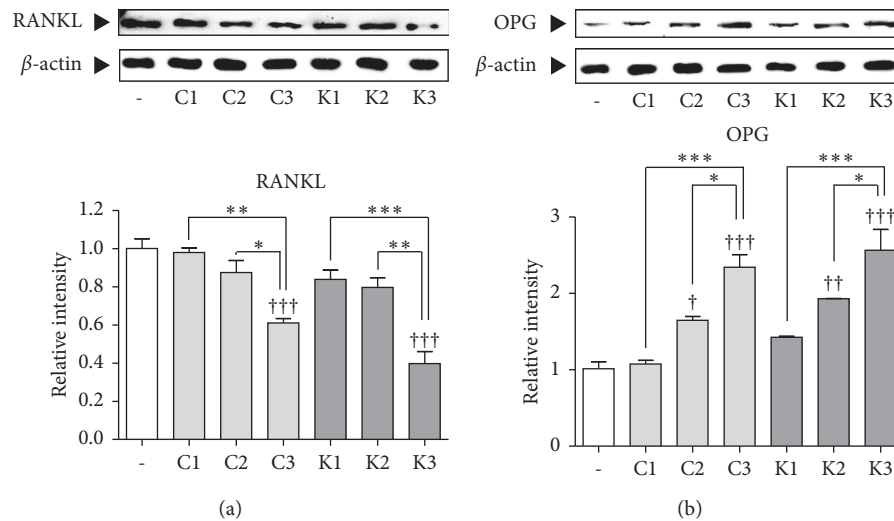 RANKL
β-actin
- C1 C2 C3 K1 K2 K3
RANKL
Relative intensity
1.2
1.0
0.8
0.6
0.4
0.2
0.0
** ***
* **
†††
†††
- C1 C2 C3 K1 K2 K3
(a)
OPG
β-actin
- C1 C2 C3 K1 K2 K3
OPG
Relative intensity
3
2
1
0
*** ***
* *
†††
†††
†
††
- C1 C2 C3 K1 K2 K3
(b)